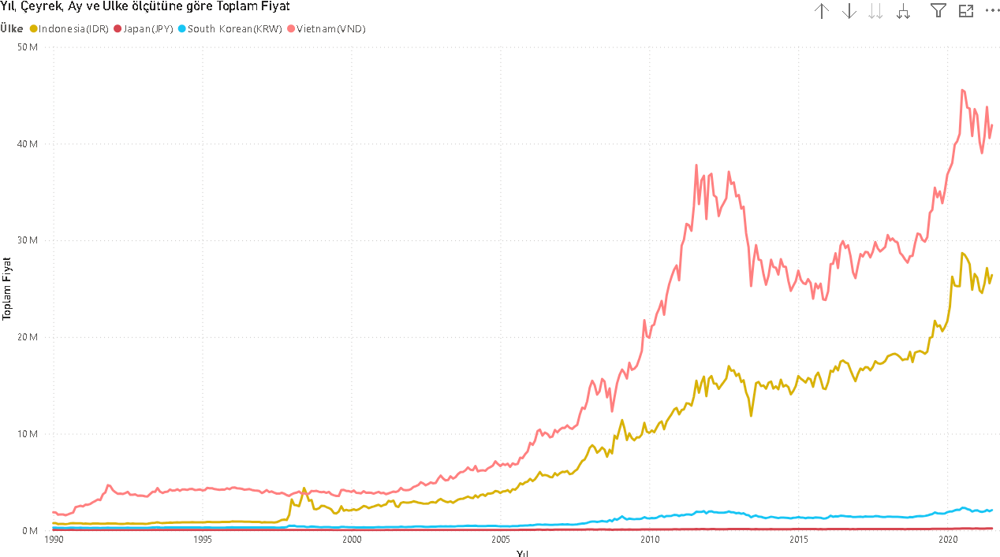 Yıl, Çeyrek, Ay ve Ülke ölçütüne göre Toplam Fiyat
Ülke Indonesia(IDR) Japan(JPY) South Korean(KRW) Vietnam(VND)
50 M
40 M
30 M
20 M
10 M
0 M
Toplam Fiyat
1990 1995 2000 2005 2010 2015 2020
Yıl